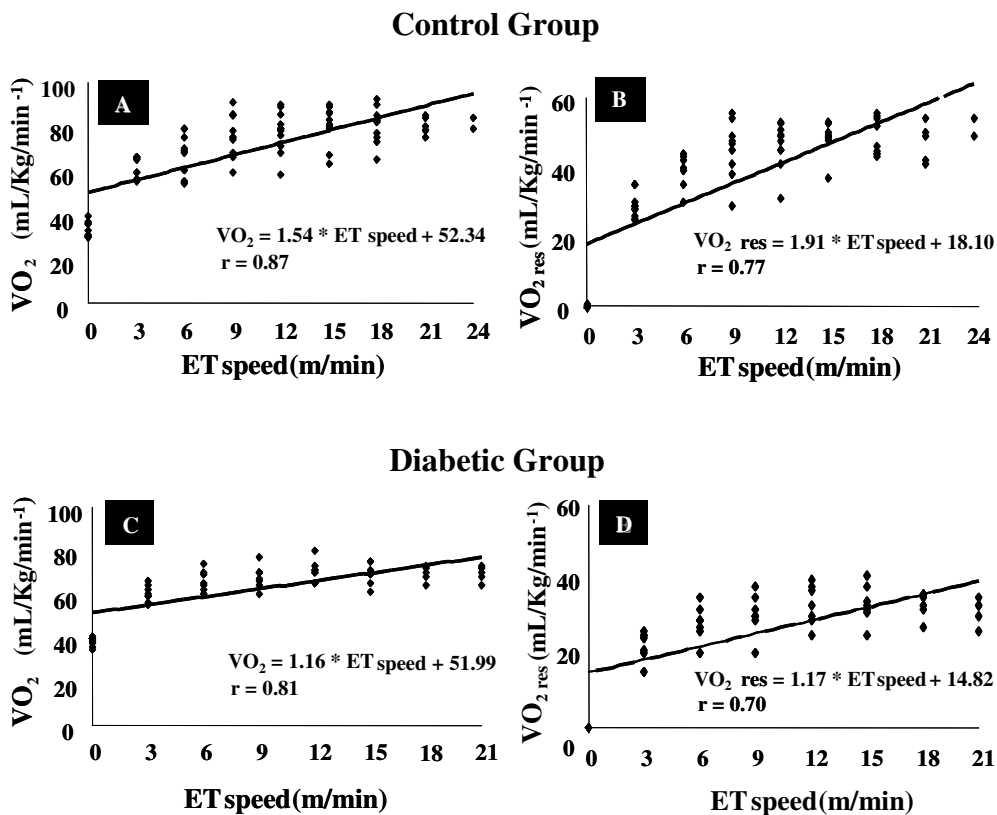 Control Group
A
VO2 (mL/Kg/min-1)
100
80
60
40
20
0
VO2 = 1.54 * ET speed + 52.34
r = 0.87
0 3 6 9 12 15 18 21 24
ET speed (m/min)
B
VO2 res (mL/Kg/min-1)
60
40
20
0
VO2 res = 1.91 * ET speed + 18.10
r = 0.77
0 3 6 9 12 15 18 21 24
ET speed (m/min)
Diabetic Group
C
VO2 (mL/Kg/min-1)
100
80
60
40
20
0
VO2 = 1.16 * ET speed + 51.99
r = 0.81
0 3 6 9 12 15 18 21
ET speed (m/min)
D
VO2 res (mL/Kg/min-1)
60
40
20
0
VO2 res = 1.17 * ET speed + 14.82
r = 0.70
0 3 6 9 12 15 18 21
ET speed (m/min)